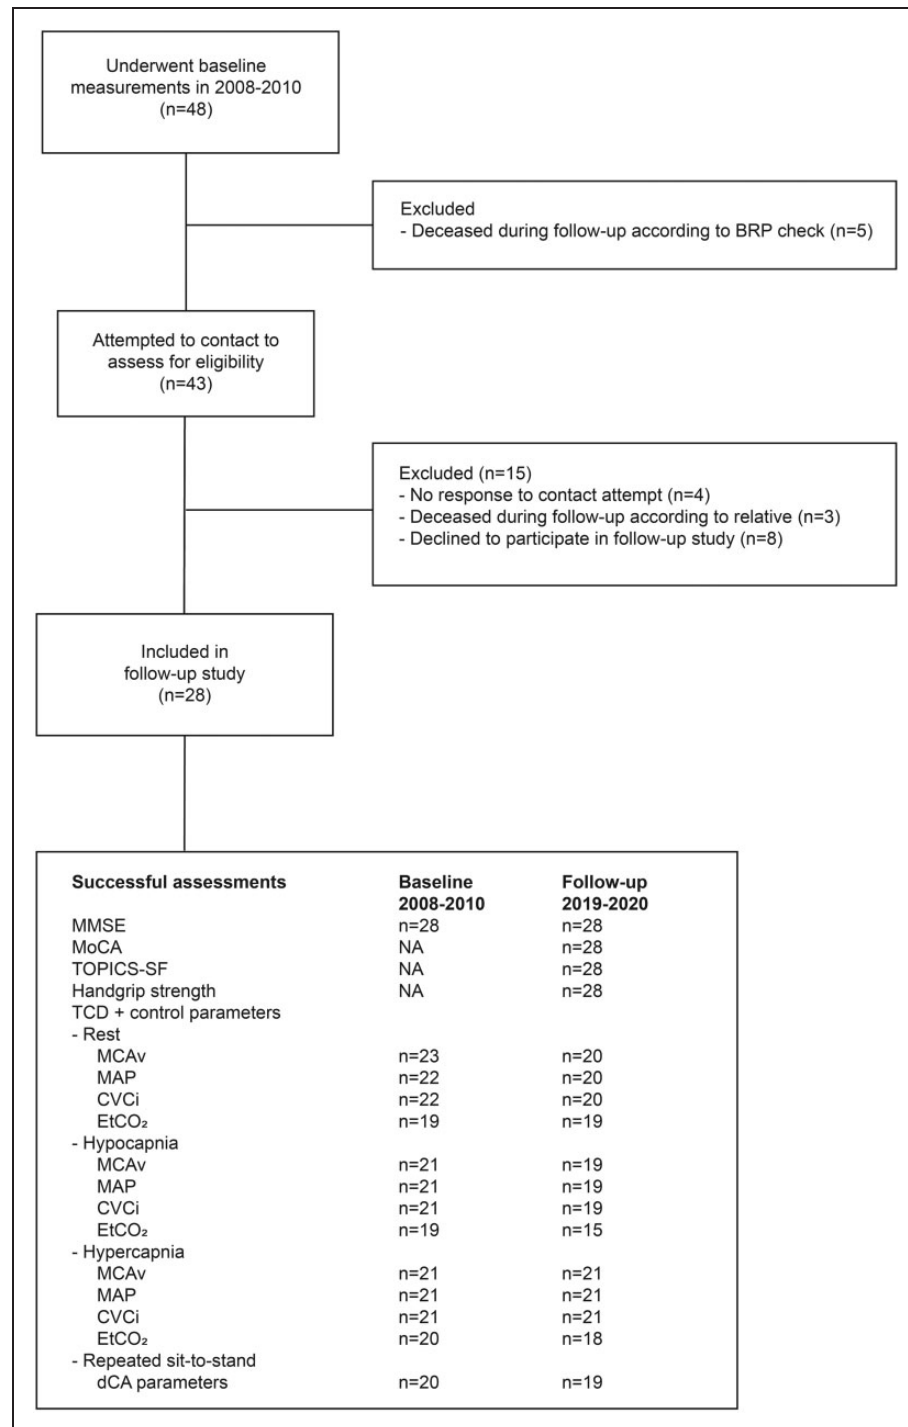 Underwent baseline
measurements in 2008-2010
(n=48)
Excluded
- Deceased during follow-up according to BRP check (n=5)
Attempted to contact to
assess for eligibility
(n=43)
Excluded (n=15)
- No response to contact attempt (n=4)
- Deceased during follow-up according to relative (n=3)
- Declined to participate in follow-up study (n=8)
Included in
follow-up study
(n=28)
Successful assessments Baseline Follow-up
2008-2010 2019-2020
MMSE n=28 n=28
MoCA NA n=28
TOPICS-SF NA n=28
Handgrip strength NA n=28
TCD + control parameters
- Rest
MCAv n=23 n=20
MAP n=22 n=20
CVCi n=22 n=20
EtCO₂ n=19 n=19
- Hypocapnia
MCAv n=21 n=19
MAP n=21 n=19
CVCi n=21 n=19
EtCO₂ n=19 n=15
- Hypercapnia
MCAv n=21 n=21
MAP n=21 n=21
CVCi n=21 n=21
EtCO₂ n=20 n=18
- Repeated sit-to-stand
dCA parameters n=20 n=19